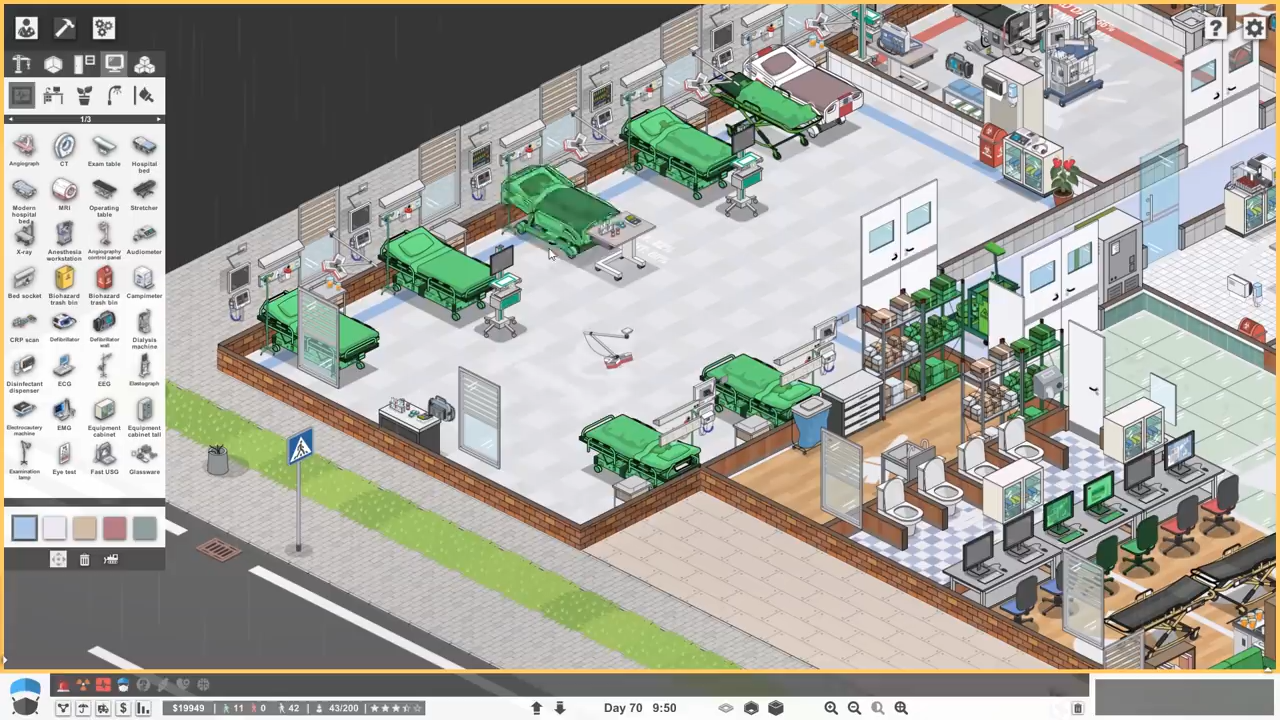 ?
1/3
Angiograph CT Exam table Hospital bed
Modern hospital bed MRI Operating table Stretcher
X-ray Anesthesia workstation Angiography control panel Audiometer
Bed socket Biohazard trash bin Biohazard trash bin Campimeter
CRP scan Defibrillator Defibrillator wall Dialysis machine
Disinfectant dispenser ECG EEG Elastograph
Electrocautery machine EMG Equipment cabinet Equipment cabinet tall
Examination lamp Eye test Fast USG Glassware
$19949 11 0 42 43/200
Day 70 9:50